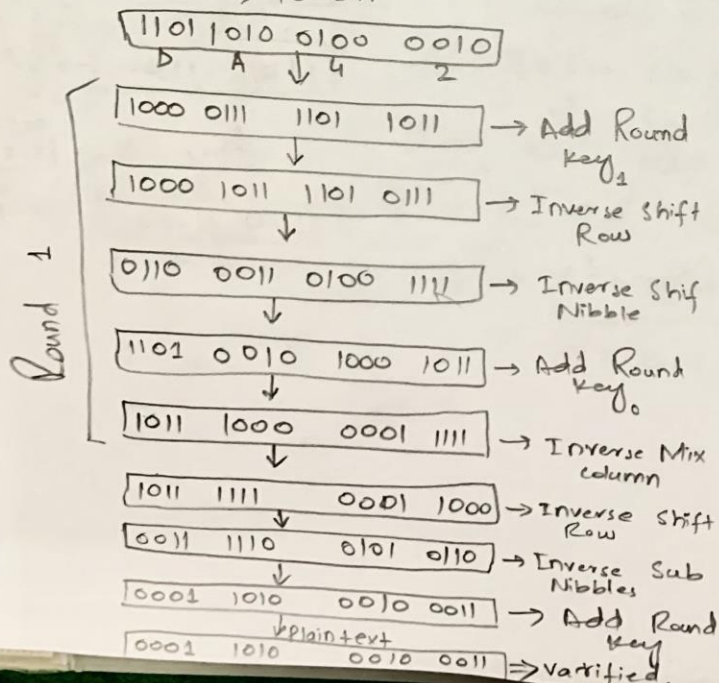 1101 1010 0100 0010
D A 4 2
1000 0111 1101 1011 → Add Round
key1
1000 1011 1101 0111 → Inverse Shift
Row
0110 0011 0100 1111 → Inverse Shif
Nibble
1101 0010 1000 1011 → Add Round
key0
1011 1000 0001 1111 → Inverse Mix
column
1011 1111 0001 1000 → Inverse Shift
Row
0011 1110 0101 0110 → Inverse Sub
Nibbles
0001 1010 0010 0011 → Add Round
key
Plaintext
0001 1010 0010 0011 ⇒ Varified
Round 1